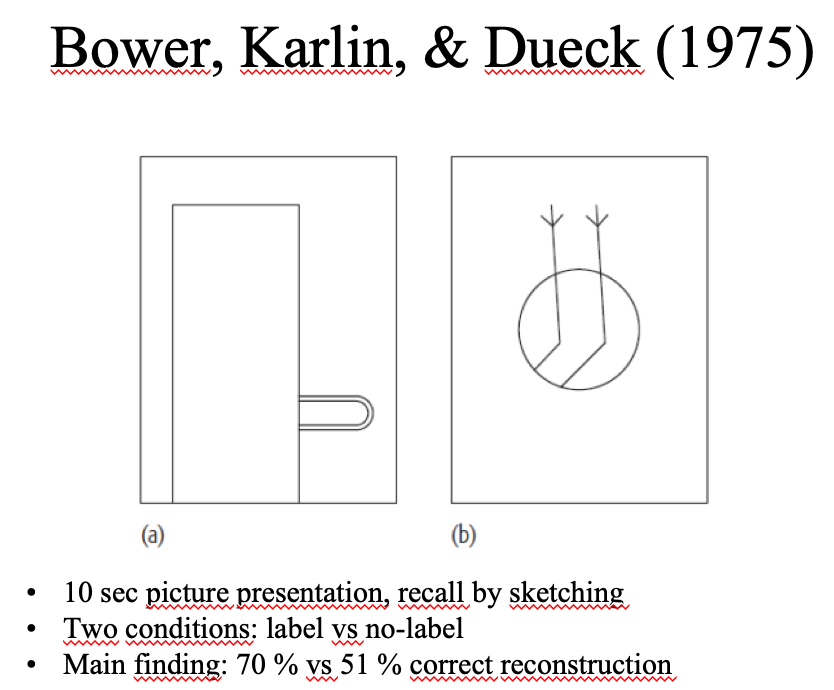 Bower, Karlin, & Dueck (1975)
(a)
(b)
• 10 sec picture presentation, recall by sketching
• Two conditions: label vs no-label
• Main finding: 70 % vs 51 % correct reconstruction